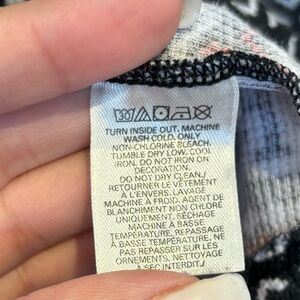 TURN INSIDE OUT. MACHINE
WASH COLD. ONLY
NON-CHLORINE BLEACH.
TUMBLE DRY LOW. COOL
IRON. DO NOT IRON ON
DECORATION.
DO NOT DRY CLEAN./
RETOURNER LE VÊTEMENT
À L'ENVERS. LAVAGE
MACHINE À FROID. AGENT DE
BLANCHIMENT NON CHLORÉ
UNIQUEMENT. SÉCHAGE
MACHINE À BASSE
TEMPÉRATURE. REPASSAGE
À BASSE TEMPÉRATURE. NE
PAS REPASSER SUR LES
ORNEMENTS. NETTOYAGE
À SEC INTERDIT./